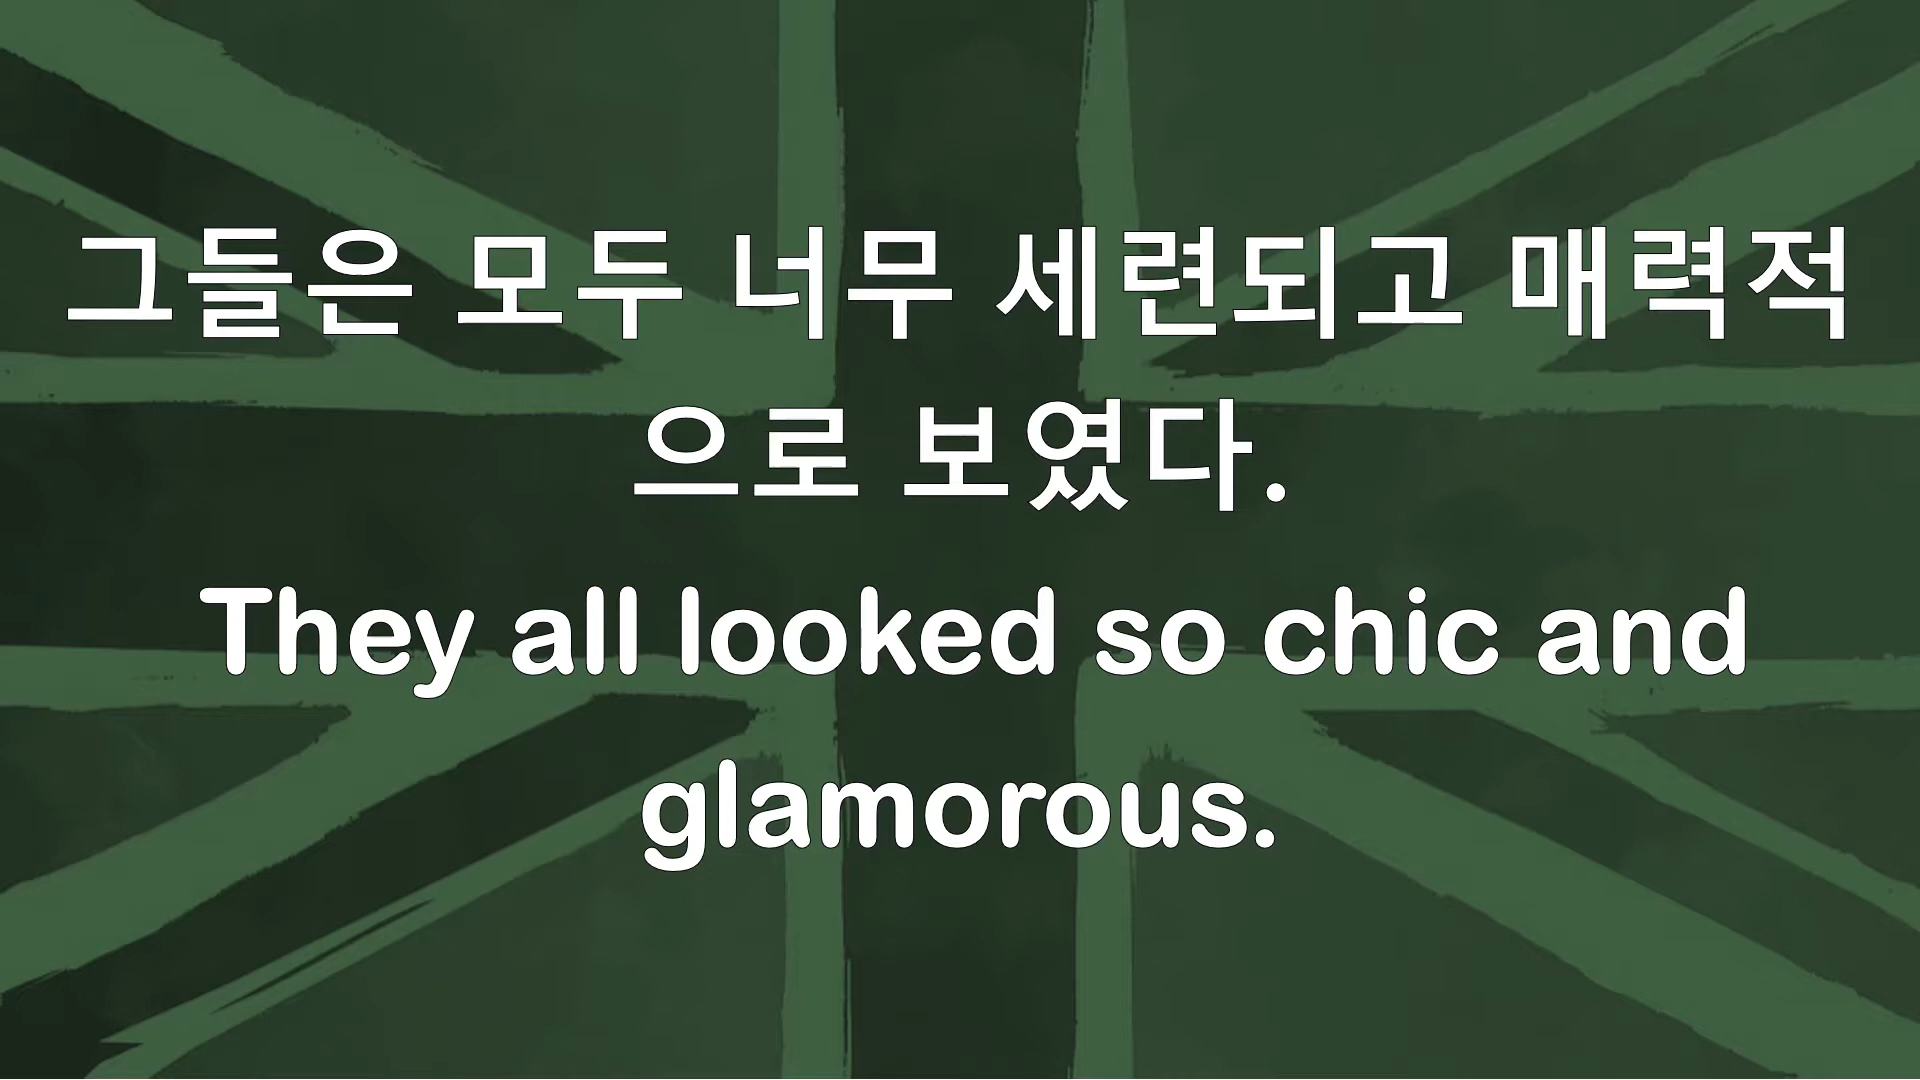 그들은 모두 너무 세련되고 매력적
으로 보였다.
They all looked so chic and
glamorous.